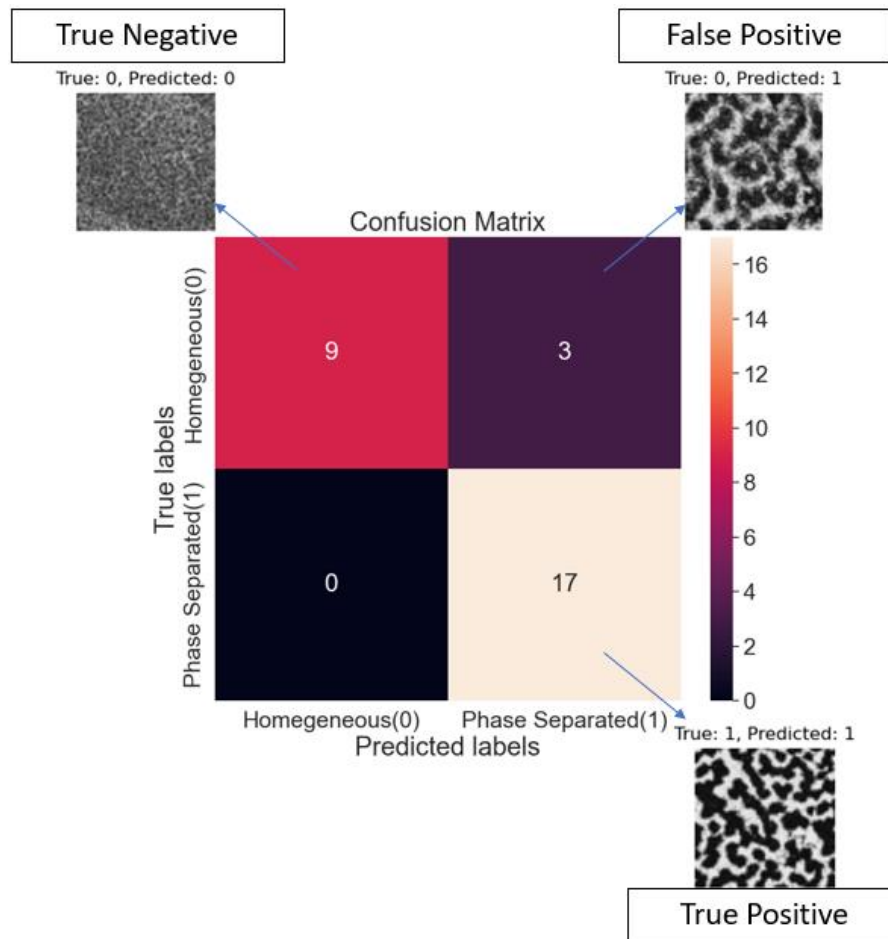 True Negative
True: 0, Predicted: 0
False Positive
True: 0, Predicted: 1
Confusion Matrix
True labels
Homegeneous(0)
Phase Separated(1)
9
3
0
17
16
14
12
10
8
6
4
2
0
Homegeneous(0)
Phase Separated(1)
Predicted labels
True: 1, Predicted: 1
True Positive